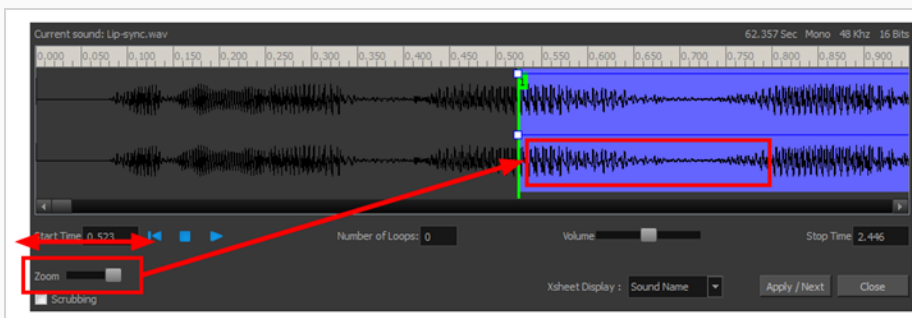 Current sound: Lip-sync.wav 62.357 Sec Mono 48 Khz 16 Bits
0.000 0.050 0.100 0.150 0.200 0.250 0.300 0.350 0.400 0.450 0.500 0.550 0.600 0.650 0.700 0.750 0.800 0.850 0.900
Start Time 0.523 Number of Loops: 0 Volume Stop Time 2.446
Zoom
Xsheet Display : Sound Name Apply / Next Close
Scrubbing